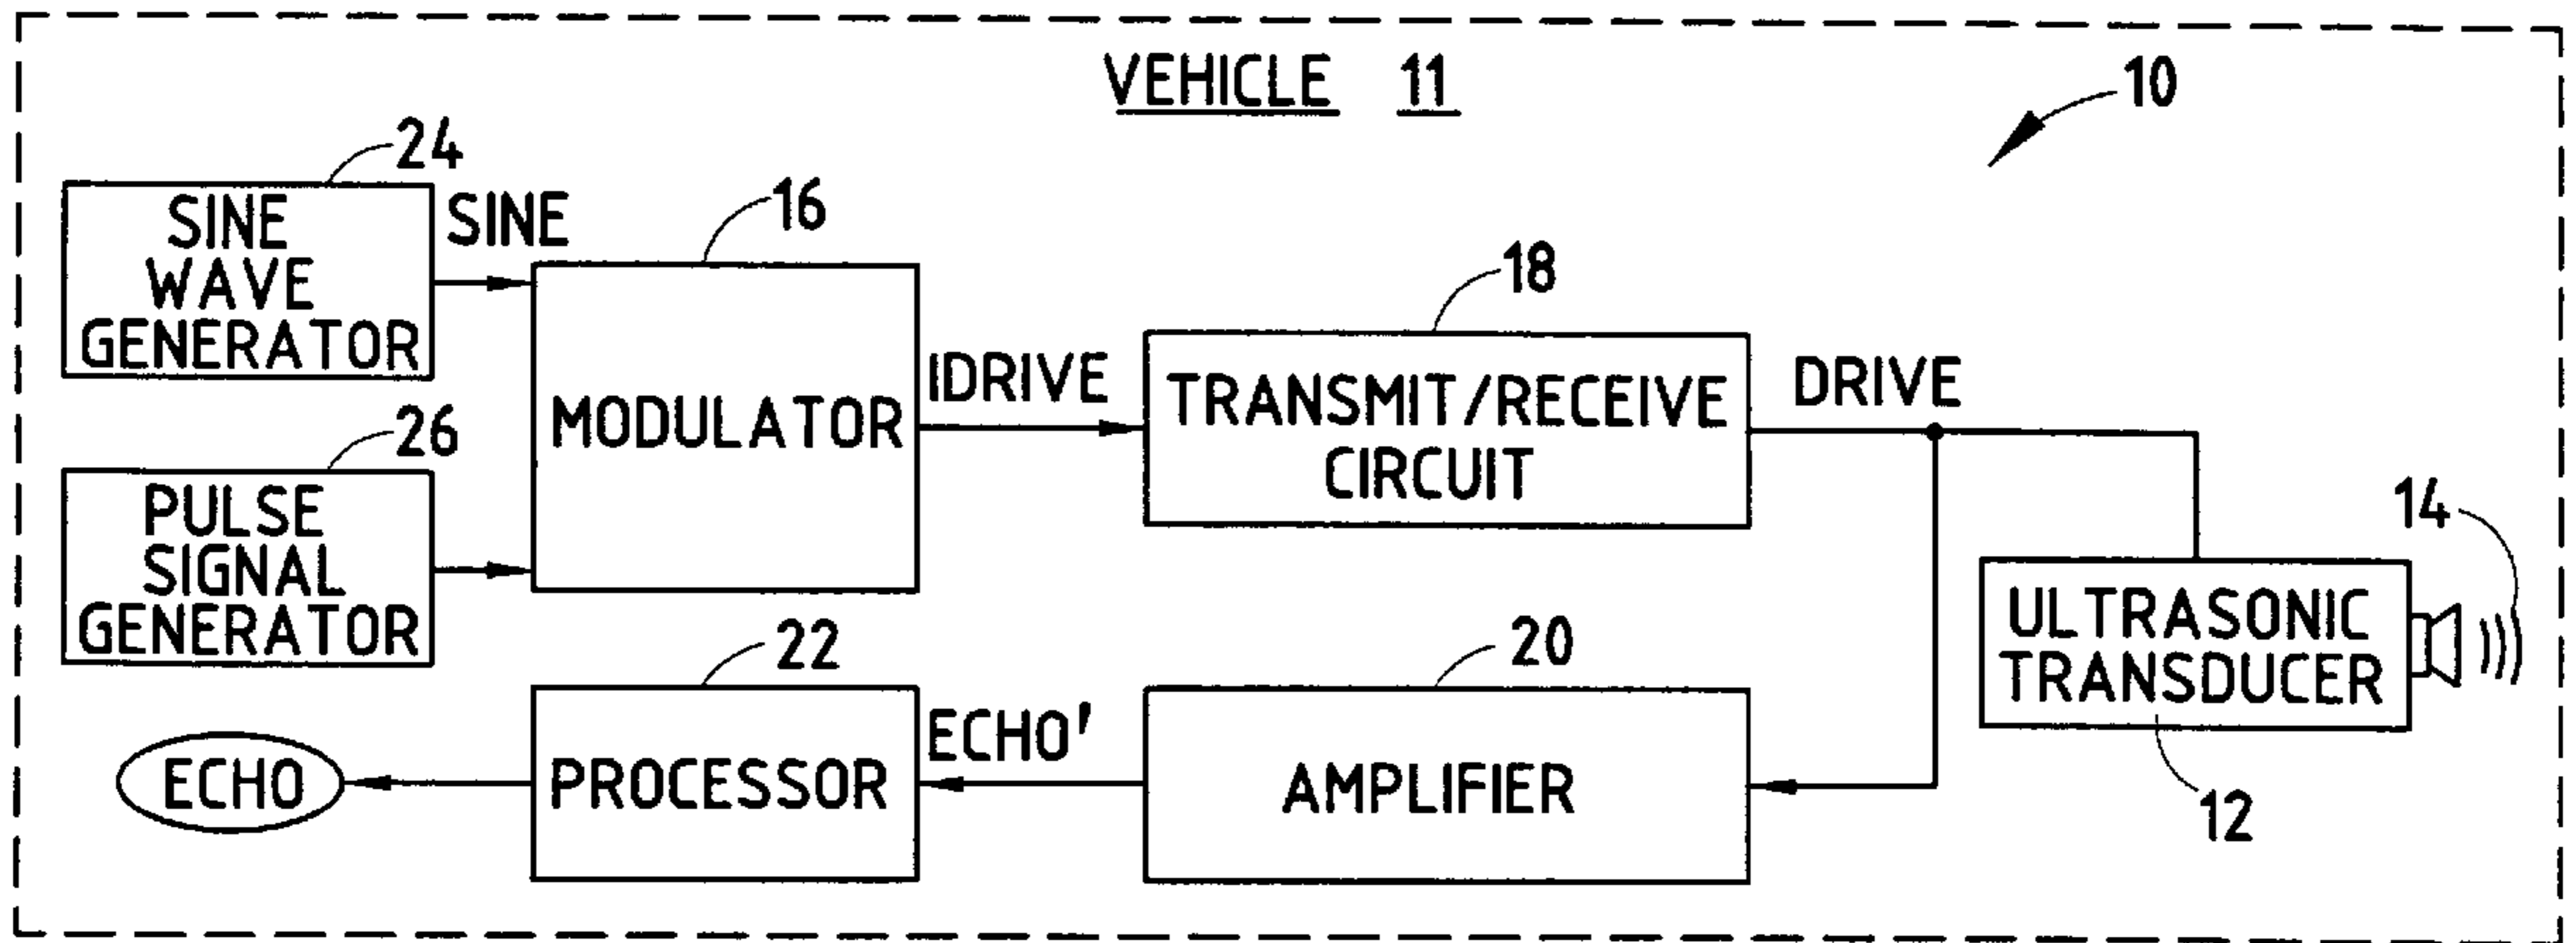 VEHICLE 11
10
24
SINE
WAVE
GENERATOR
SINE
16
MODULATOR
26
PULSE
SIGNAL
GENERATOR
IDRIVE
18
TRANSMIT/RECEIVE
CIRCUIT
DRIVE
14
ULTRASONIC
TRANSDUCER
12
20
AMPLIFIER
ECHO'
22
PROCESSOR
ECHO